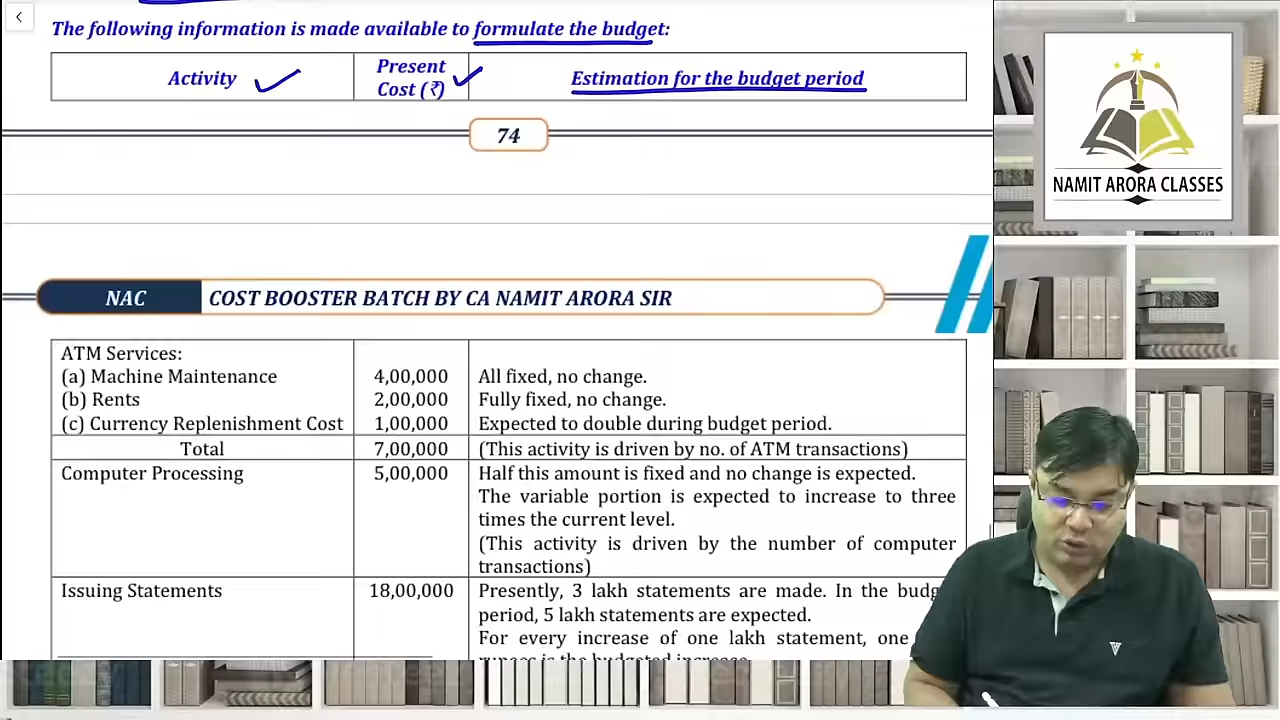 The following information is made available to formulate the budget:
Activity
Present Cost (₹)
Estimation for the budget period
74
NAMIT ARORA CLASSES
NAC
COST BOOSTER BATCH BY CA NAMIT ARORA SIR
ATM Services:
(a) Machine Maintenance 4,00,000 All fixed, no change.
(b) Rents 2,00,000 Fully fixed, no change.
(c) Currency Replenishment Cost 1,00,000 Expected to double during budget period.
Total 7,00,000 (This activity is driven by no. of ATM transactions)
Computer Processing 5,00,000 Half this amount is fixed and no change is expected.
The variable portion is expected to increase to three
times the current level.
(This activity is driven by the number of computer
transactions)
Issuing Statements 18,00,000 Presently, 3 lakh statements are made. In the
period, 5 lakh statements are expected.
For every increase of one lakh statement, one